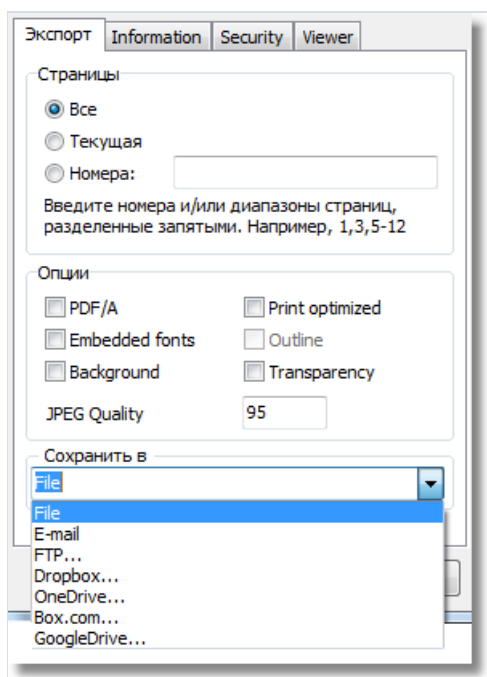 Экспорт Information Security Viewer
Страницы
Все
Текущая
Номера:
Введите номера и/или диапазоны страниц,
разделенные запятыми. Например, 1,3,5-12
Опции
PDF/A Print optimized
Embedded fonts Outline
Background Transparency
JPEG Quality 95
Сохранить в
File
File
E-mail
FTP...
Dropbox...
OneDrive...
Box.com...
GoogleDrive...